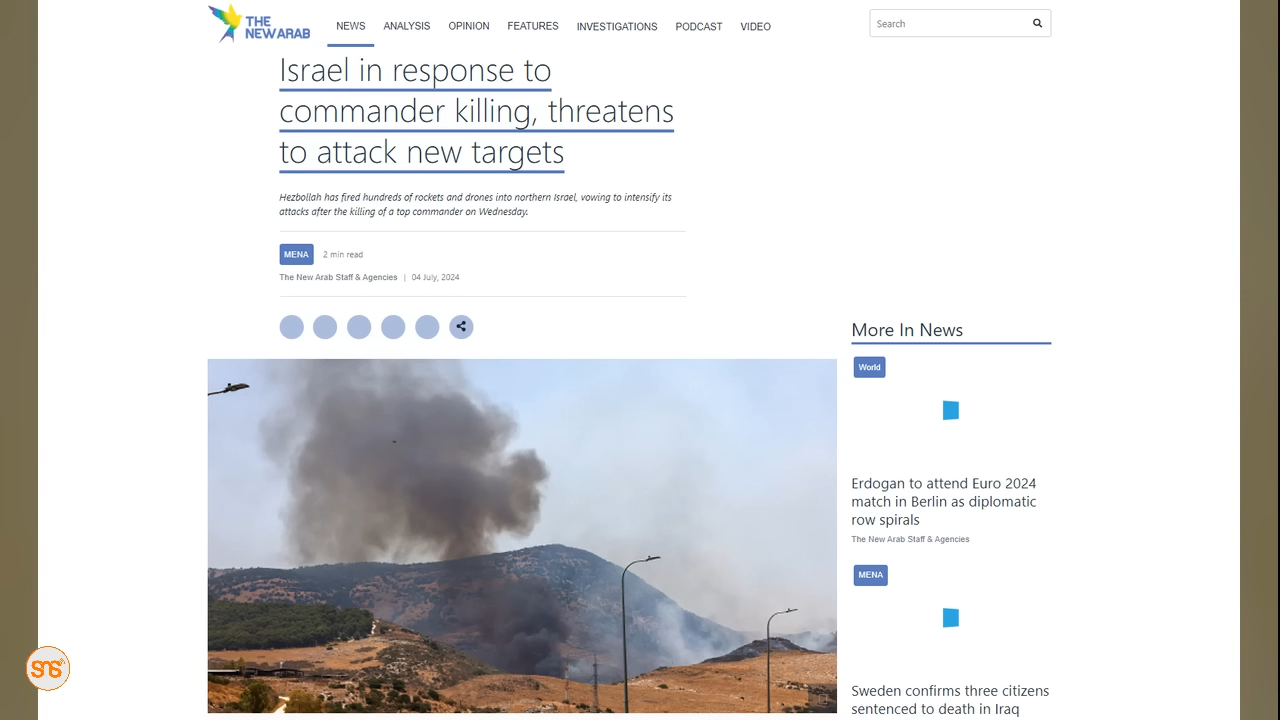 THE
NEW ARAB
NEWS
ANALYSIS
OPINION
FEATURES
INVESTIGATIONS
PODCAST
VIDEO
Search
Israel in response to
commander killing, threatens
to attack new targets
Hezbollah has fired hundreds of rockets and drones into northern Israel, vowing to intensify its
attacks after the killing of a top commander on Wednesday.
MENA
2 min read
The New Arab Staff & Agencies | 04 July, 2024
More In News
World
Erdogan to attend Euro 2024
match in Berlin as diplomatic
row spirals
The New Arab Staff & Agencies
MENA
Sweden confirms three citizens
sentenced to death in Iraq
SNS